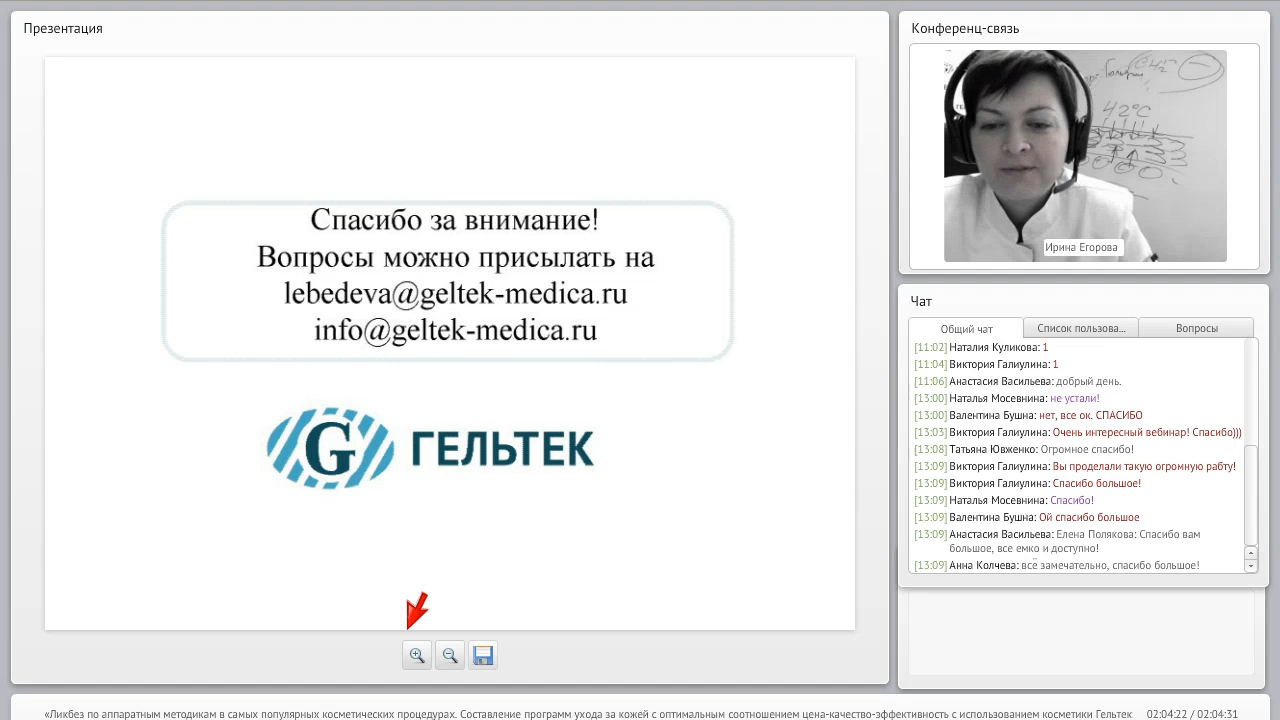 Презентация
Спасибо за внимание!
Вопросы можно присылать на
lebedeva@geltek-medica.ru
info@geltek-medica.ru
G ГЕЛЬТЕК
Конференц-связь
42°C
Ирина Егорова
Чат
Общий чат
Список пользова...
Вопросы
[11:02] Наталия Куликова: 1
[11:04] Виктория Галиулина: 1
[11:06] Анастасия Васильева: добрый день.
[13:00] Наталья Мосевнина: не устали!
[13:00] Валентина Бушна: нет, все ок. СПАСИБО
[13:03] Виктория Галиулина: Очень интересный вебинар! Спасибо)))
[13:08] Татьяна Ювженко: Огромное спасибо!
[13:09] Виктория Галиулина: Вы проделали такую огромную рабту!
[13:09] Виктория Галиулина: Спасибо большое!
[13:09] Наталья Мосевнина: Спасибо!
[13:09] Валентина Бушна: Ой спасибо большое
[13:09] Анастасия Васильева: Елена Полякова: Спасибо вам
большое, все емко и доступно!
[13:09] Анна Колчева: всё замечательно, спасибо большое!
«Ликбез по аппаратным методикам в самых популярных косметических процедурах. Составление программ ухода за кожей с оптимальным соотношением цена-качество-эффективность с использованием косметики Гельтек 02:04:22 / 02:04:31